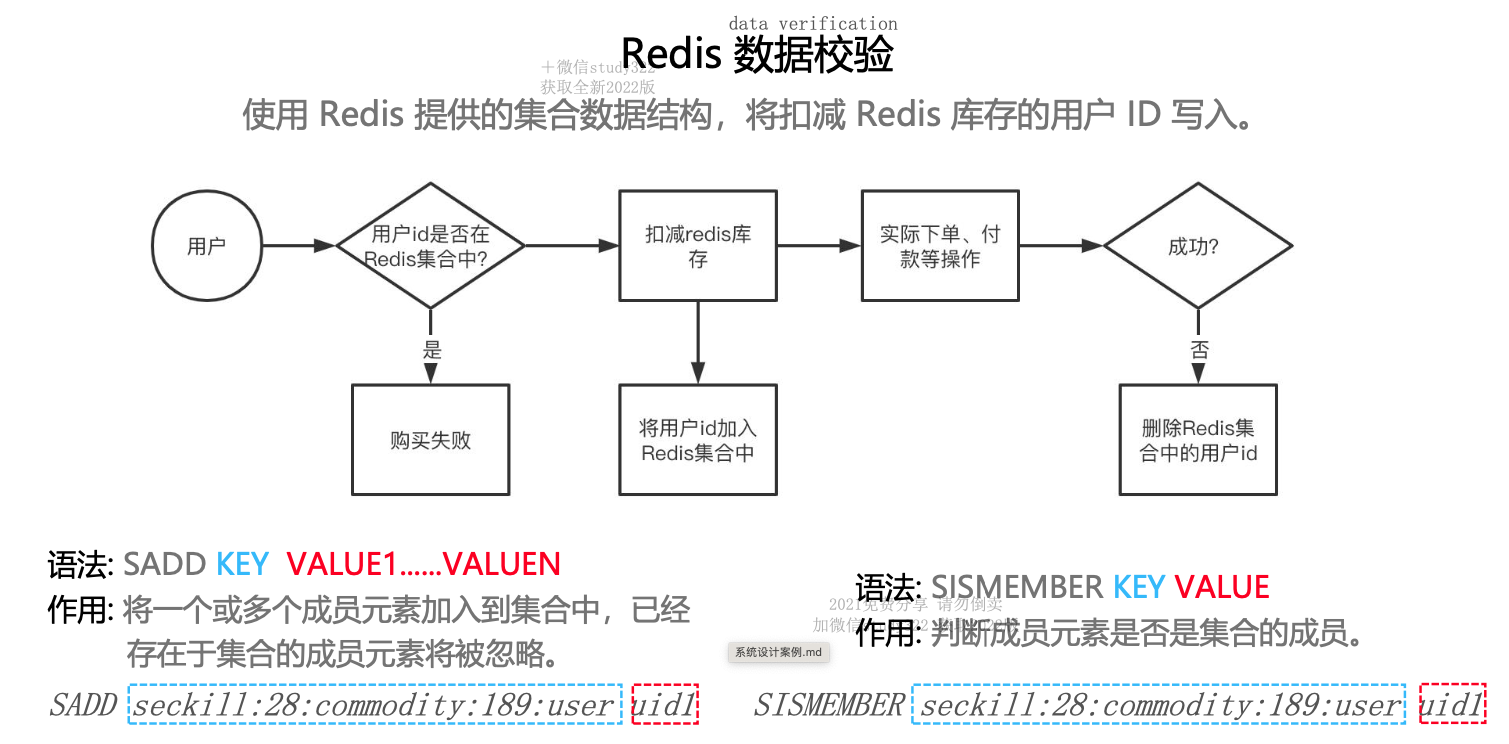 data verification
Redis 数据校验
＋微信study322
获取全新2022版
使用 Redis 提供的集合数据结构，将扣减 Redis 库存的用户 ID 写入。
用户
用户id是否在
Redis集合中?
扣减redis库
存
实际下单、付
款等操作
成功?
是
否
购买失败
将用户id加入
Redis集合中
删除Redis集
合中的用户id
语法: SADD KEY VALUE1……VALUEN
作用: 将一个或多个成员元素加入到集合中，已经
存在于集合的成员元素将被忽略。
SADD seckill:28:commodity:189:user uid1
语法: SISMEMBER KEY VALUE
2021免费分享 请勿倒卖
加微信
作用: 判断成员元素是否是集合的成员。
系统设计案例.md
SISMEMBER seckill:28:commodity:189:user uid1